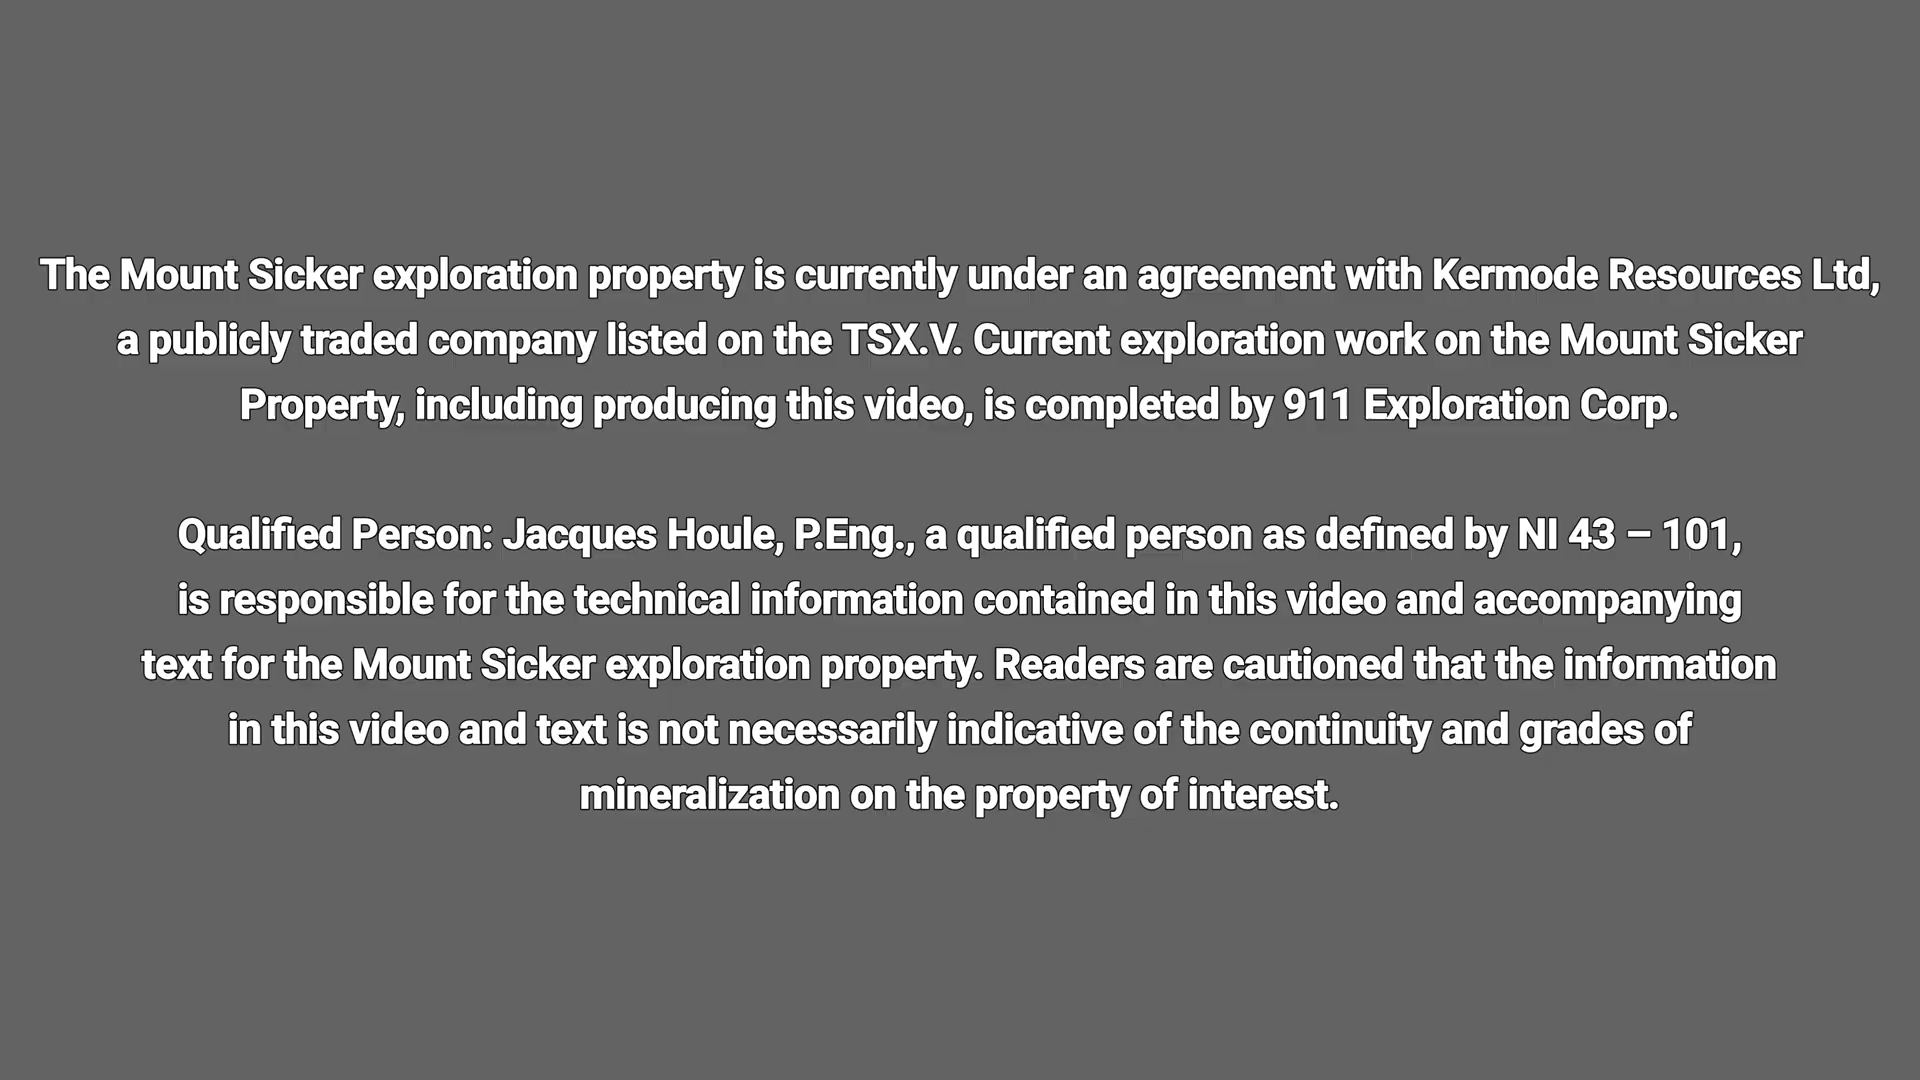 The Mount Sicker exploration property is currently under an agreement with Kermode Resources Ltd,
a publicly traded company listed on the TSX.V. Current exploration work on the Mount Sicker
Property, including producing this video, is completed by 911 Exploration Corp.
Qualified Person: Jacques Houle, P.Eng., a qualified person as defined by NI 43 – 101,
is responsible for the technical information contained in this video and accompanying
text for the Mount Sicker exploration property. Readers are cautioned that the information
in this video and text is not necessarily indicative of the continuity and grades of
mineralization on the property of interest.